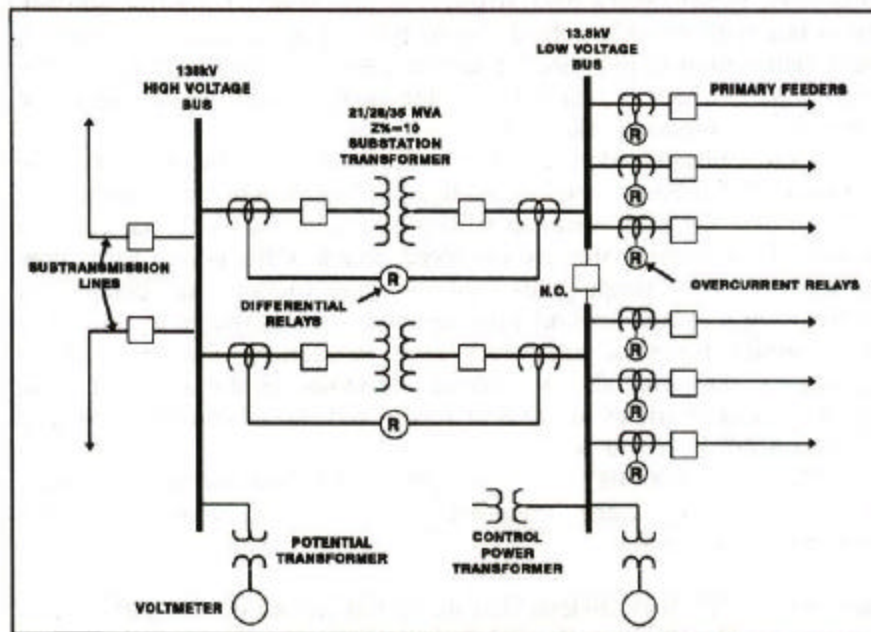 138kV
HIGH VOLTAGE
BUS
13.8kV
LOW VOLTAGE
BUS
21/28/35 MVA
Z%=10
SUBSTATION
TRANSFORMER
PRIMARY FEEDERS
R
R
R
SUBTRANSMISSION
LINES
DIFFERENTIAL
RELAYS
R
N.O.
OVERCURRENT RELAYS
R
R
R
R
POTENTIAL
TRANSFORMER
CONTROL
POWER
TRANSFORMER
VOLTMETER